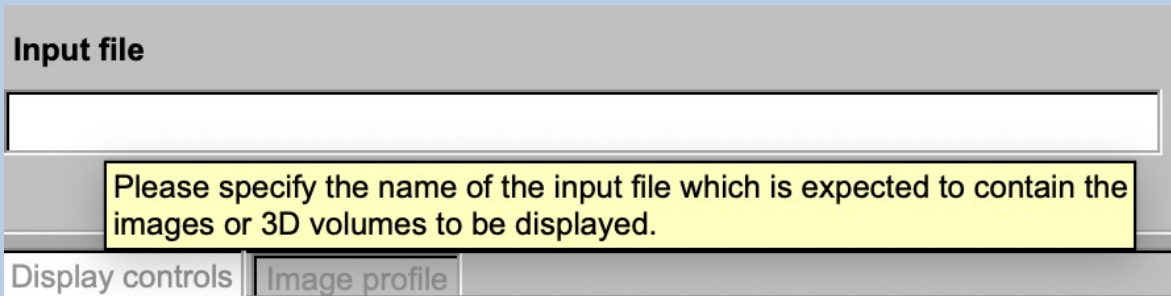 Input file
Please specify the name of the input file which is expected to contain the
images or 3D volumes to be displayed.
Display controls
Image profile